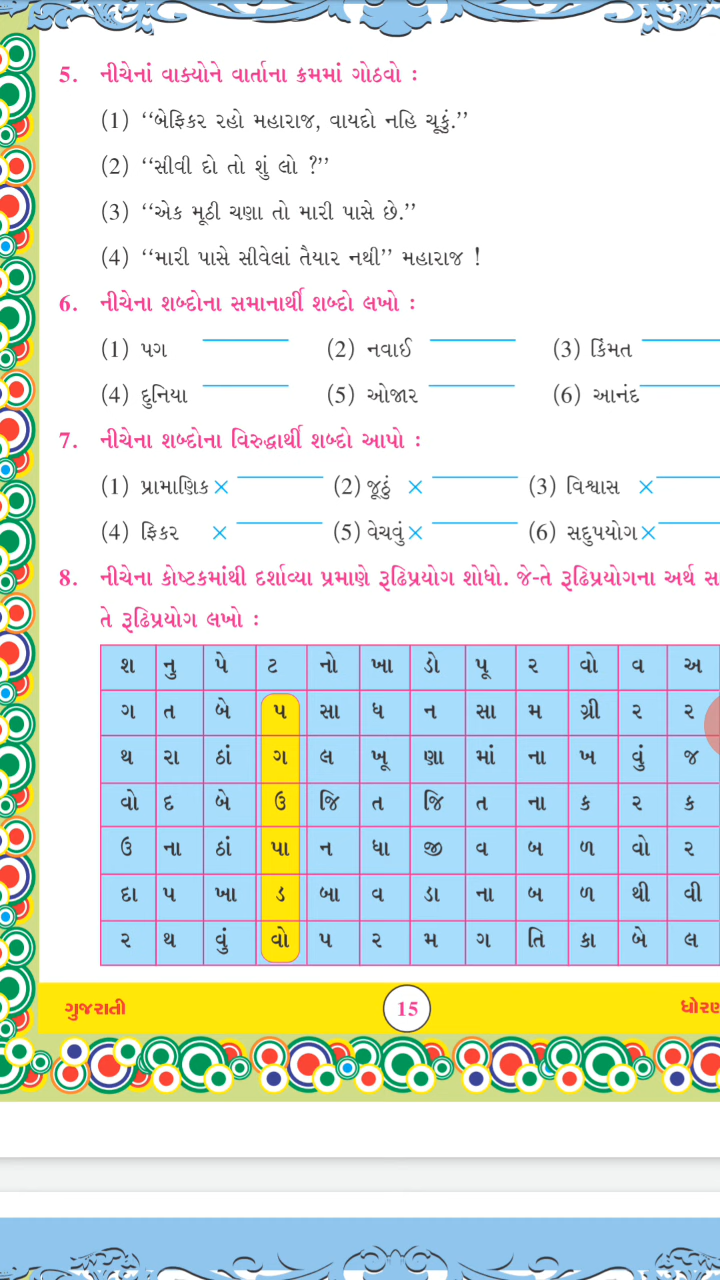 5. નીચેનાં વાક્યોને વાર્તાના ક્રમમાં ગોઠવો :
(1) “બેફિકર રહો મહારાજ, વાયદો નહિ ચૂકું.”
(2) “સીવી દો તો શું લો ?”
(3) “એક મૂઠી ચણા તો મારી પાસે છે.”
(4) “મારી પાસે સીવેલાં તૈયાર નથી” મહારાજ !
6. નીચેના શબ્દોના સમાનાર્થી શબ્દો લખો :
(1) પગ (2) નવાઈ (3) કિંમત
(4) દુનિયા (5) ઓજાર (6) આનંદ
7. નીચેના શબ્દોના વિરુદ્ધાર્થી શબ્દો આપો :
(1) પ્રામાણિક × (2) જૂઠું × (3) વિશ્વાસ ×
(4) ફિકર × (5) વેચવું × (6) સદુપયોગ ×
8. નીચેના કોષ્ટકમાંથી દર્શાવ્યા પ્રમાણે રૂઢિપ્રયોગ શોધો. જે-તે રૂઢિપ્રયોગના અર્થ સ
તે રૂઢિપ્રયોગ લખો :
શ નુ પે ટ નો ખા ડો પૂ ર વો વ અ
ગ ત બે પ સા ધ ન સા મ ગ્રી ર ર
થ રા ઠાં ગ લ ખૂ ણા માં ના ખ વું જ
વો દ બે ઉ જિ ત જિ ત ના ક ર ક
ઉ ના ઠાં પા ન ધા જી વ બ ળ વો ર
દા પ ખા ડ બા વ ડા ના બ ળ થી વી
ર થ વું વો પ ર મ ગ તિ કા બે લ
ગુજરાતી 15 ધોરણ